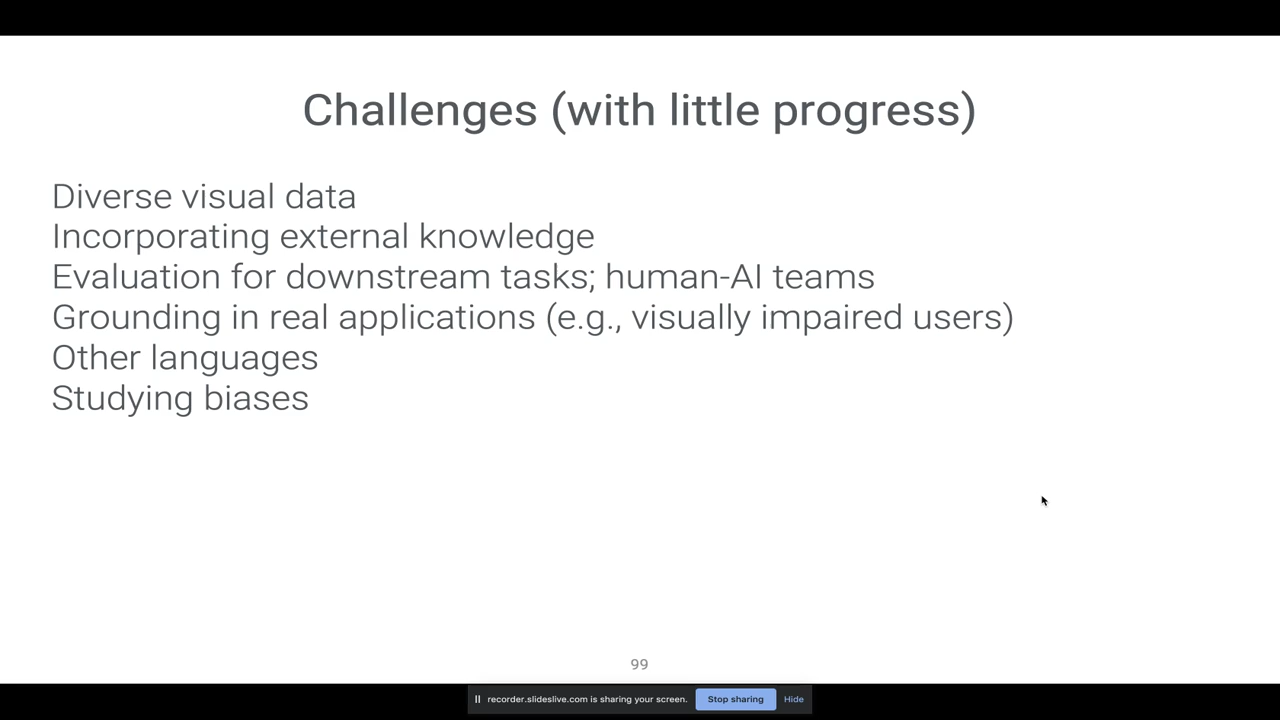 Challenges (with little progress)
Diverse visual data
Incorporating external knowledge
Evaluation for downstream tasks; human-AI teams
Grounding in real applications (e.g., visually impaired users)
Other languages
Studying biases
99
recorder.slideslive.com is sharing your screen. Stop sharing Hide